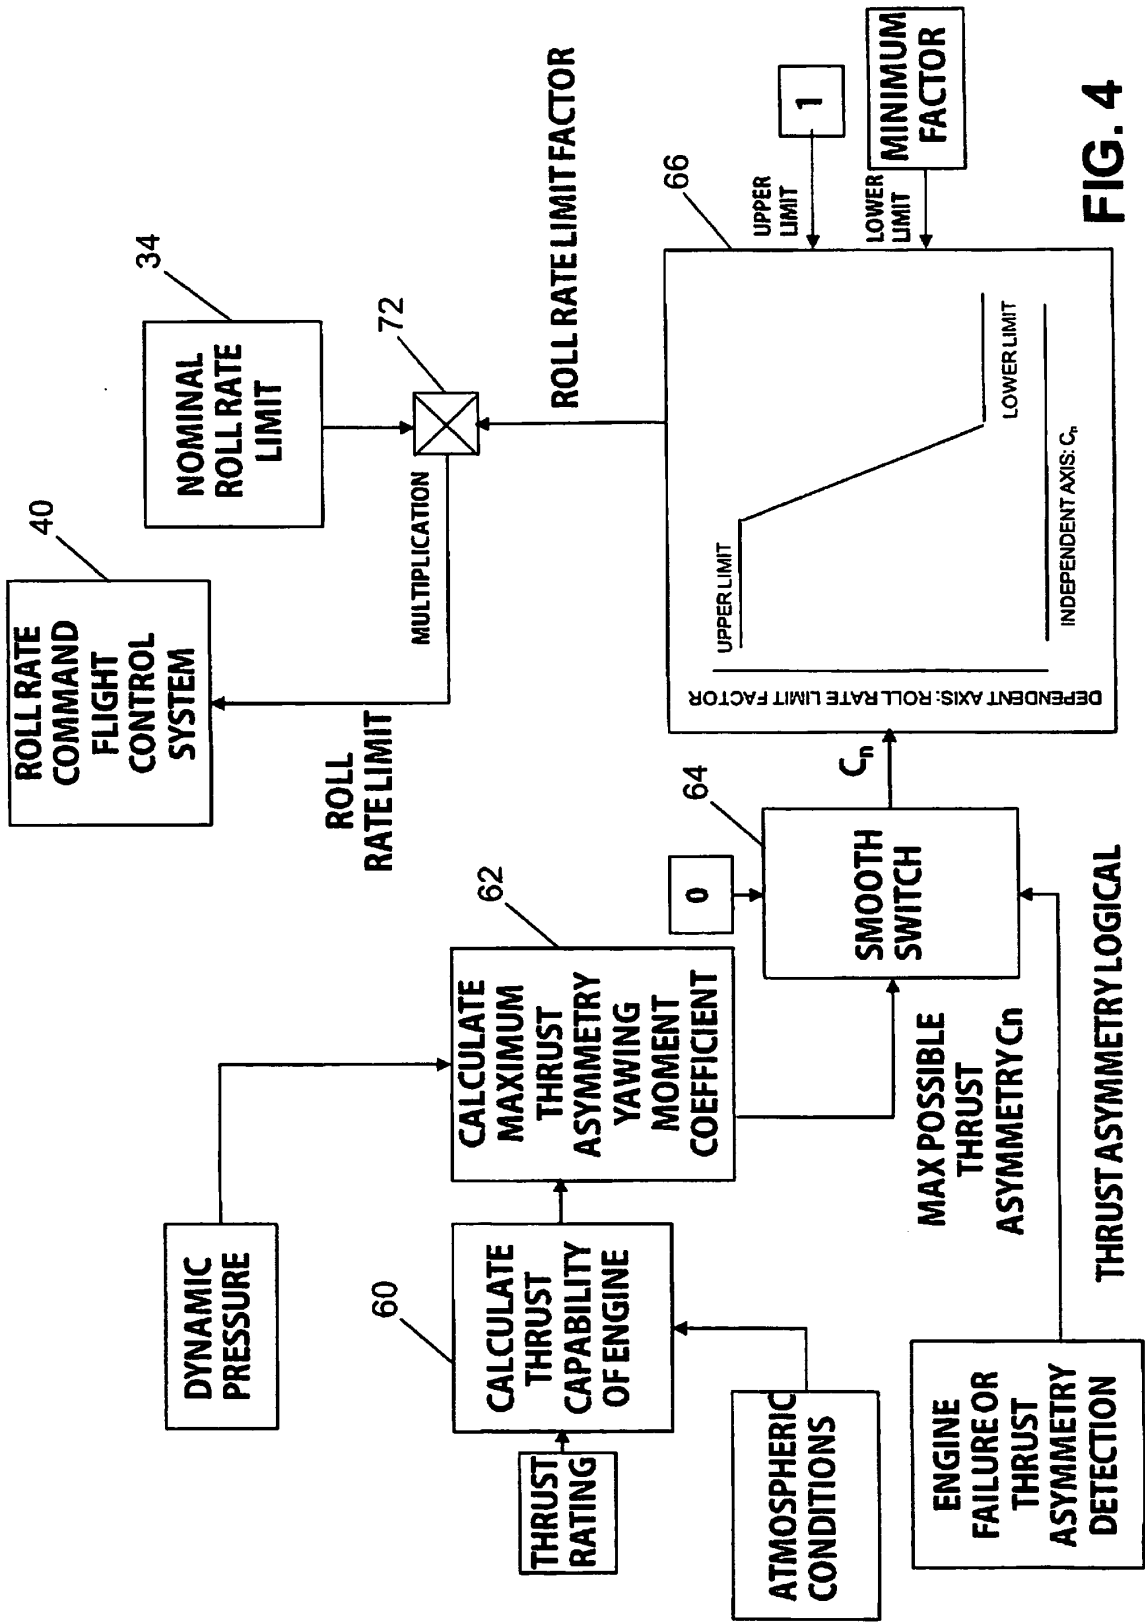 ROLL RATE
COMMAND
FLIGHT
CONTROL
SYSTEM
40
NOMINAL
ROLL RATE
LIMIT
34
72
MULTIPLICATION
ROLL
RATE LIMIT
ROLL RATE LIMIT FACTOR
DYNAMIC
PRESSURE
THRUST
RATING
CALCULATE
THRUST
CAPABILITY
OF ENGINE
60
ATMOSPHERIC
CONDITIONS
CALCULATE
MAXIMUM
THRUST
ASYMMETRY
YAWING
MOMENT
COEFFICIENT
62
0
SMOOTH
SWITCH
64
MAX POSSIBLE
THRUST
ASYMMETRY Cn
ENGINE
FAILURE OR
THRUST
ASYMMETRY
DETECTION
THRUST ASYMMETRY LOGICAL
Cn
DEPENDENT AXIS: ROLL RATE LIMIT FACTOR
UPPER LIMIT
LOWER LIMIT
INDEPENDENT AXIS: Cn
66
UPPER
LIMIT
1
LOWER
LIMIT
MINIMUM
FACTOR
FIG. 4